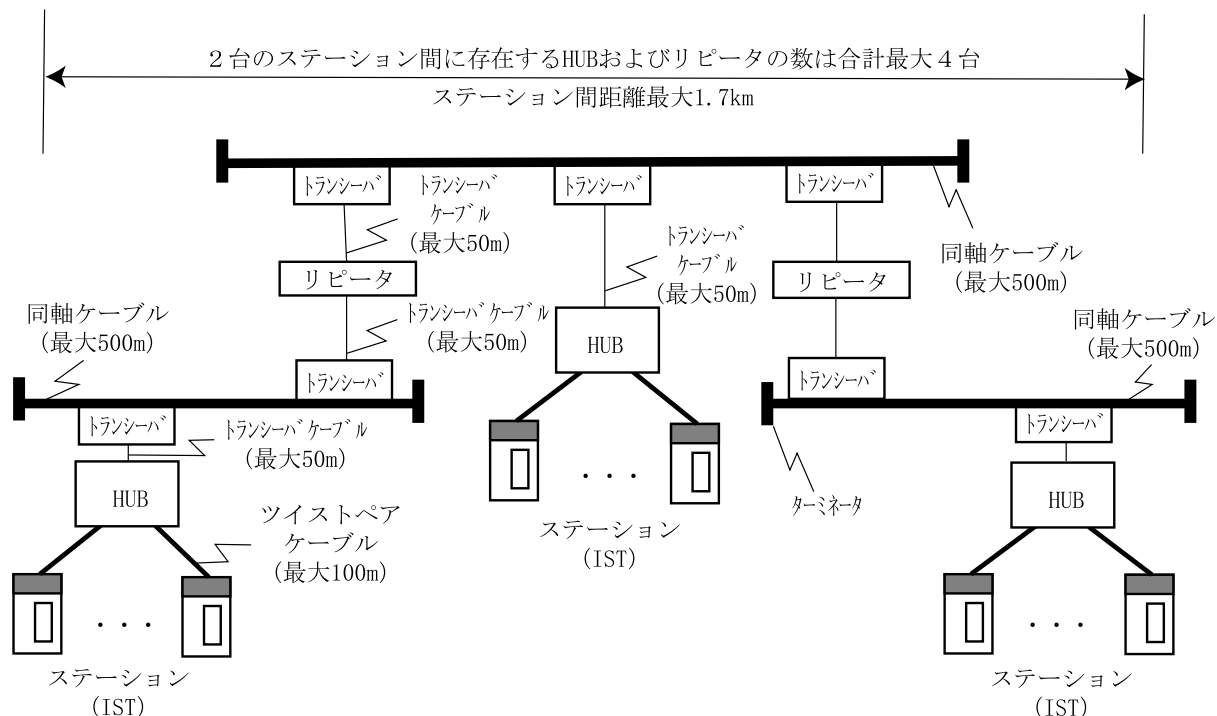 ２台のステーション間に存在するHUBおよびリピータの数は合計最大４台
ステーション間距離最大1.7km
ﾄﾗﾝｼｰﾊﾞ
ﾄﾗﾝｼｰﾊﾞ
ｹｰﾌﾞﾙ
(最大50m)
ﾄﾗﾝｼｰﾊﾞ
ﾄﾗﾝｼｰﾊﾞ
同軸ケーブル
(最大500m)
リピータ
ﾄﾗﾝｼｰﾊﾞ
ｹｰﾌﾞﾙ
(最大50m)
リピータ
同軸ケーブル
(最大500m)
ﾄﾗﾝｼｰﾊﾞｹｰﾌﾞﾙ
(最大50m)
HUB
同軸ケーブル
(最大500m)
ﾄﾗﾝｼｰﾊﾞ
ﾄﾗﾝｼｰﾊﾞ
ﾄﾗﾝｼｰﾊﾞ
ﾄﾗﾝｼｰﾊﾞｹｰﾌﾞﾙ
(最大50m)
ﾄﾗﾝｼｰﾊﾞ
HUB
ツイストペア
ケーブル
(最大100m)
ステーション
(IST)
ﾀｰﾐﾈｰﾀ
HUB
ステーション
(IST)
ステーション
(IST)